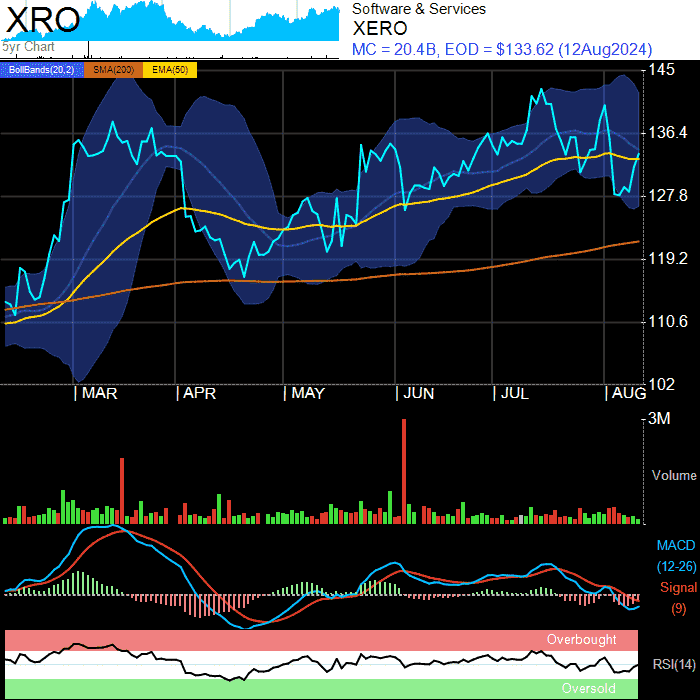 XRO
5yr Chart
Software & Services
XERO
MC = 20.4B, EOD = $133.62 (12Aug2024)
BollBands(20,2) SMA(200) EMA(50)
145
136.4
127.8
119.2
110.6
102
| MAR | APR | MAY | JUN | JUL | AUG
3M
Volume
MACD
(12-26)
Signal
(9)
Overbought
RSI(14)
Oversold